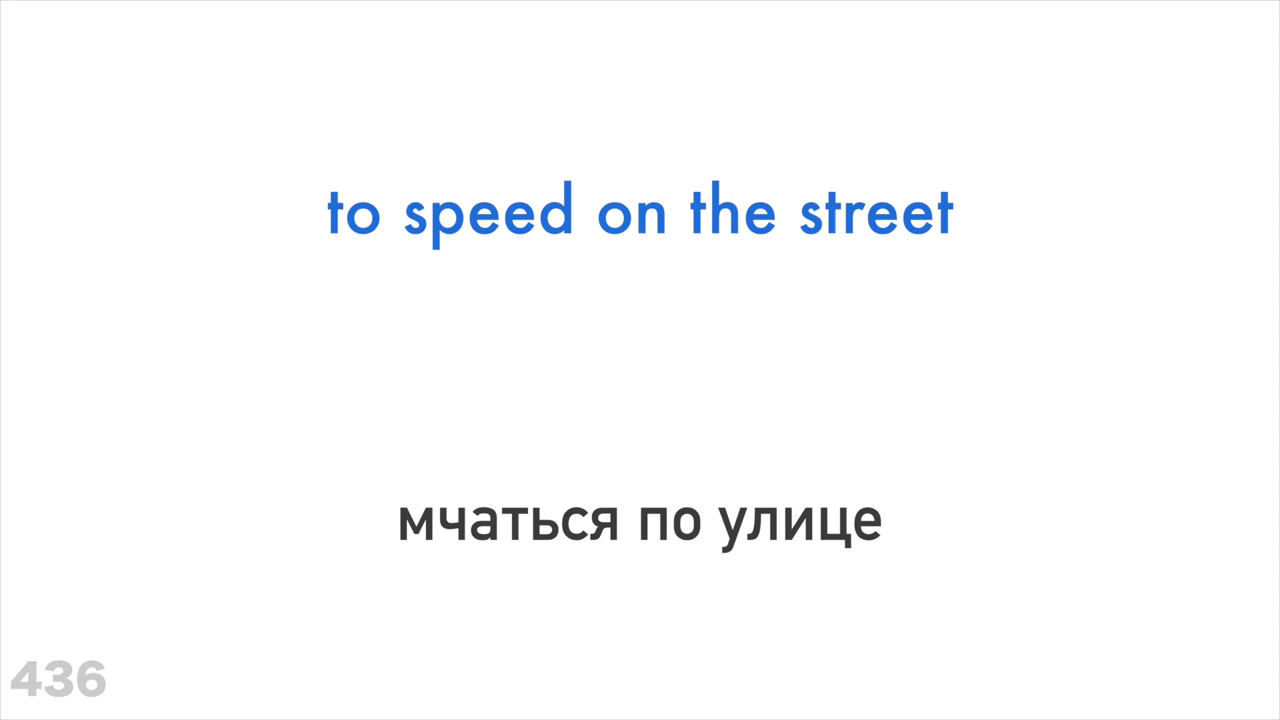 to speed on the street
мчаться по улице
436